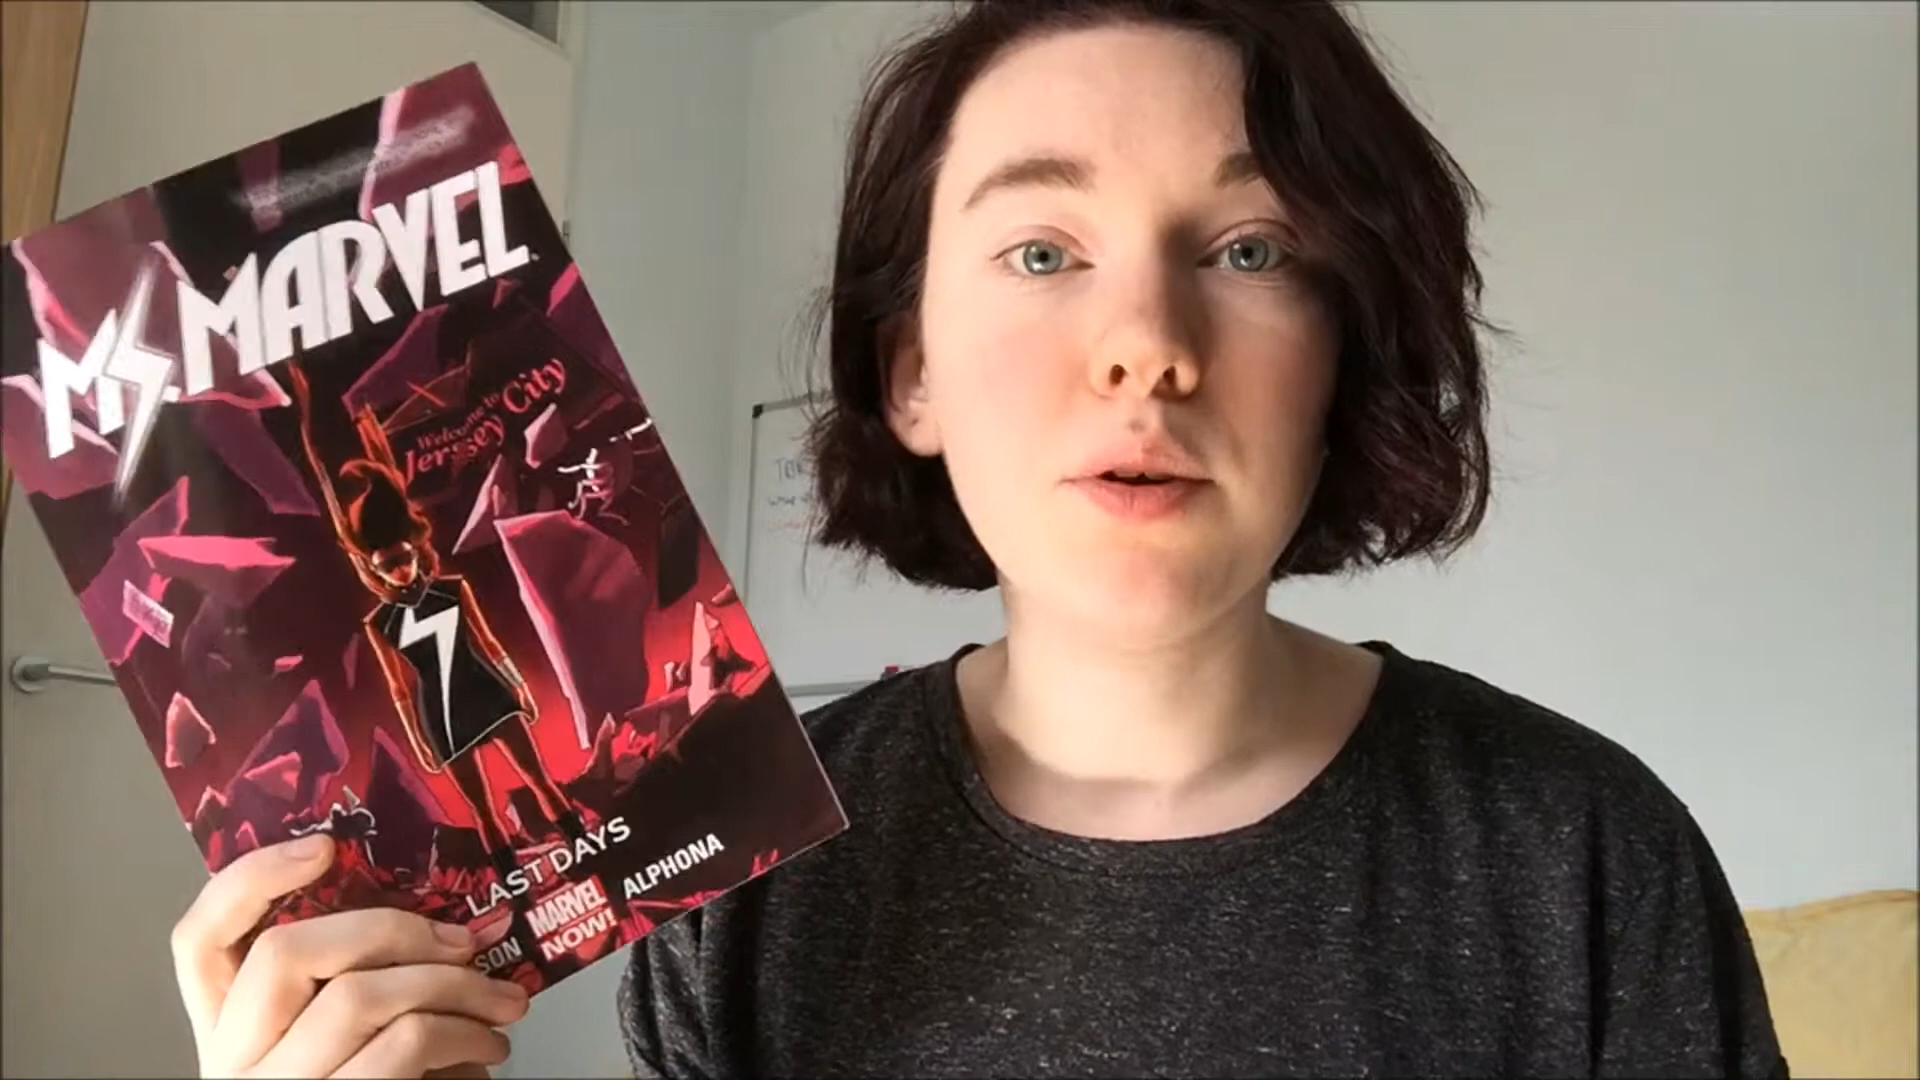 MS. MARVEL
Welcome to
Jersey City
LAST DAYS
SON
MARVEL
NOW!
ALPHONA